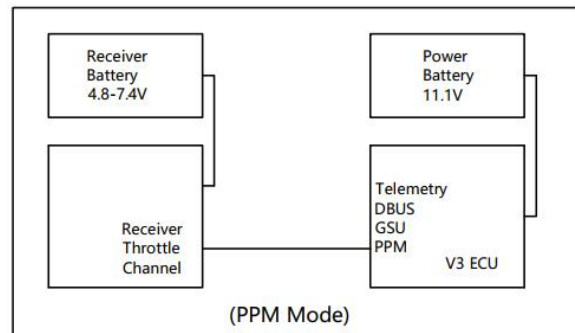 Receiver
Battery
4.8-7.4V
Power
Battery
11.1V
Receiver
Throttle
Channel
Telemetry
DBUS
GSU
PPM
V3 ECU
(PPM Mode)